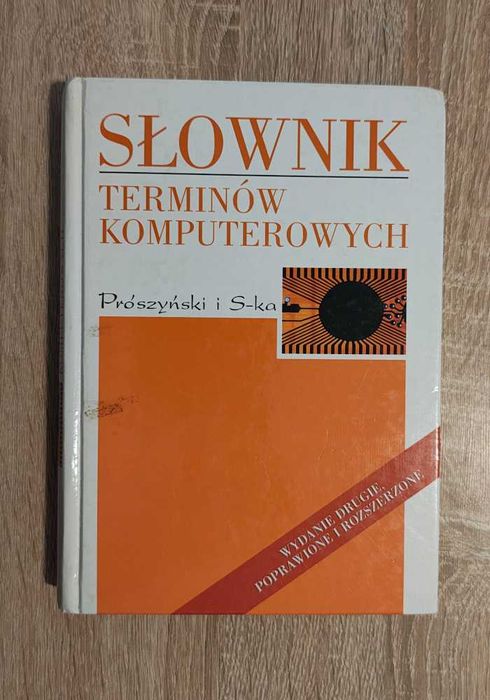 SŁOWNIK
TERMINÓW
KOMPUTEROWYCH
Prószyński i S-ka
WYDANIE DRUGIE,
POPRAWIONE I ROZSZERZONE